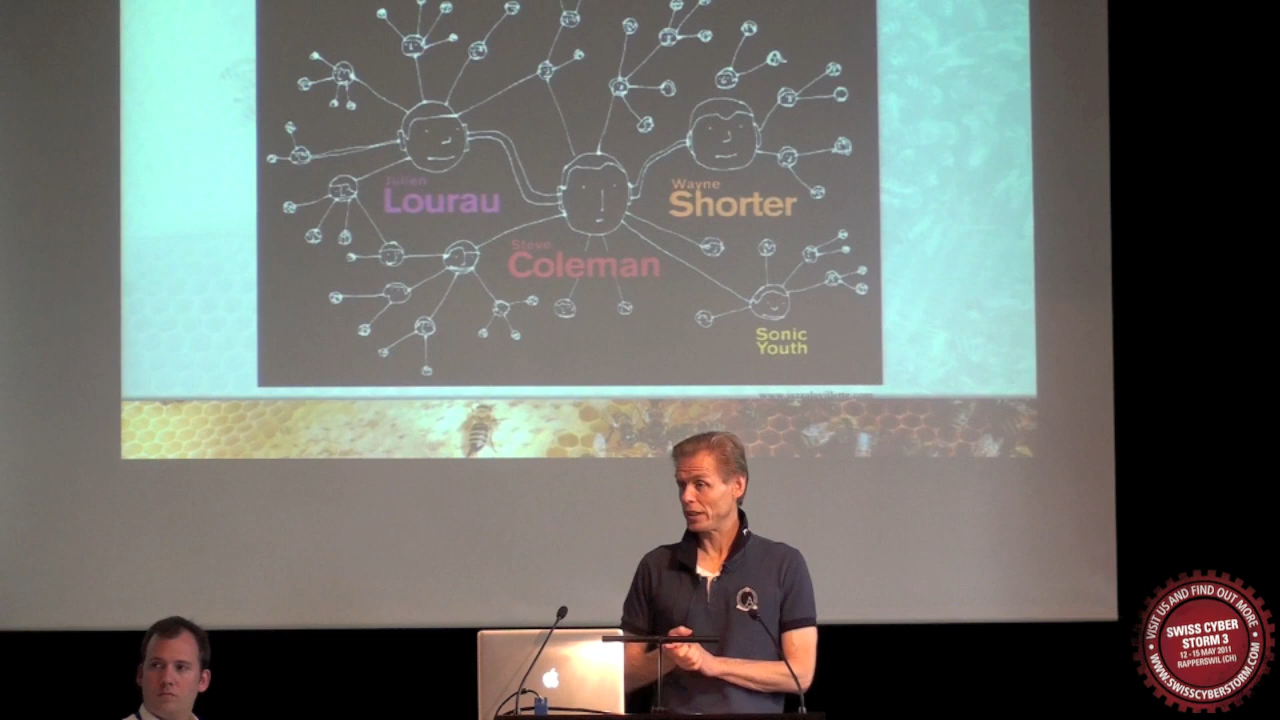 Julien
Lourau
Wayne
Shorter
Steve
Coleman
Sonic
Youth
VISIT US AND FIND OUT MORE
SWISS CYBER
STORM 3
12 - 15 MAY 2011
RAPPERSWIL (CH)
WWW.SWISSCYBERSTORM.COM